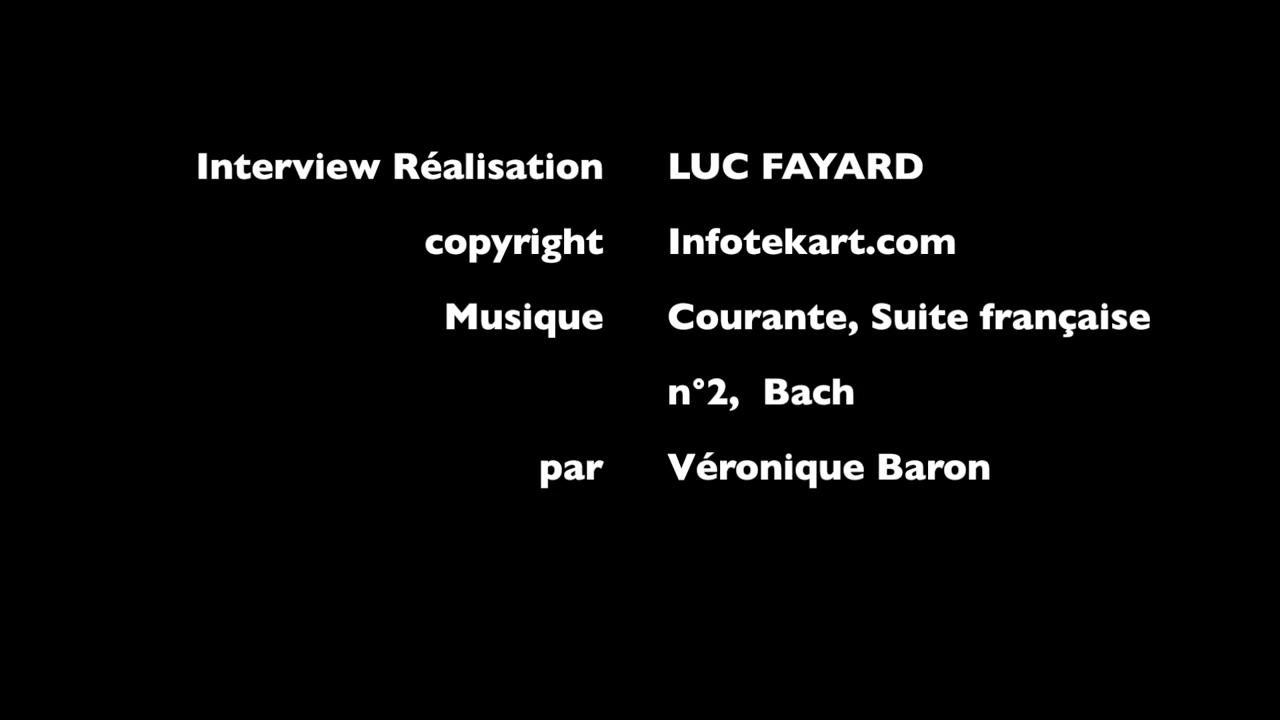 Interview Réalisation LUC FAYARD
copyright Infotekart.com
Musique Courante, Suite française
n°2, Bach
par Véronique Baron